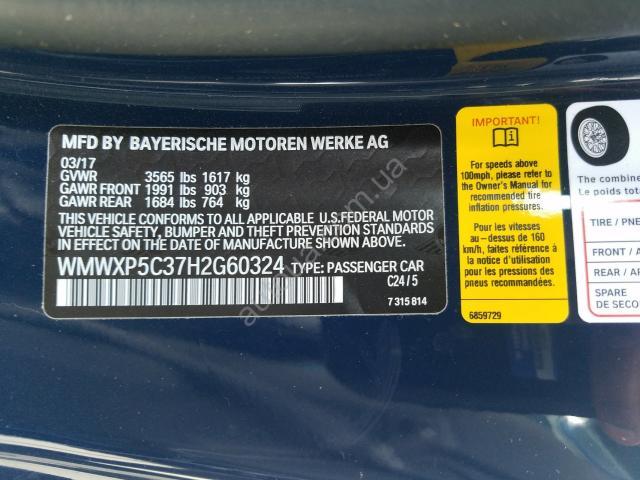 MFD BY BAYERISCHE MOTOREN WERKE AG
03/17
GVWR 3565 lbs 1617 kg
GAWR FRONT 1991 lbs 903 kg
GAWR REAR 1684 lbs 764 kg
THIS VEHICLE CONFORMS TO ALL APPLICABLE U.S.FEDERAL MOTOR
VEHICLE SAFETY, BUMPER AND THEFT PREVENTION STANDARDS
IN EFFECT ON THE DATE OF MANUFACTURE SHOWN ABOVE.
WMWXP5C37H2G60324 TYPE: PASSENGER CAR
C24/5
7 315 814
IMPORTANT!
For speeds above
100mph, please refer to
the Owner's Manual for
recommended tire
inflation pressures.
Pour les vitesses
au-dessus de 160
km/h, faites référence à
la notice d'utilisation
pour les pressions de
pneu recommandées.
6859729
The combine
Le poids tot
TIRE / PNE
FRONT / A
REAR / AR
SPARE
DE SECO